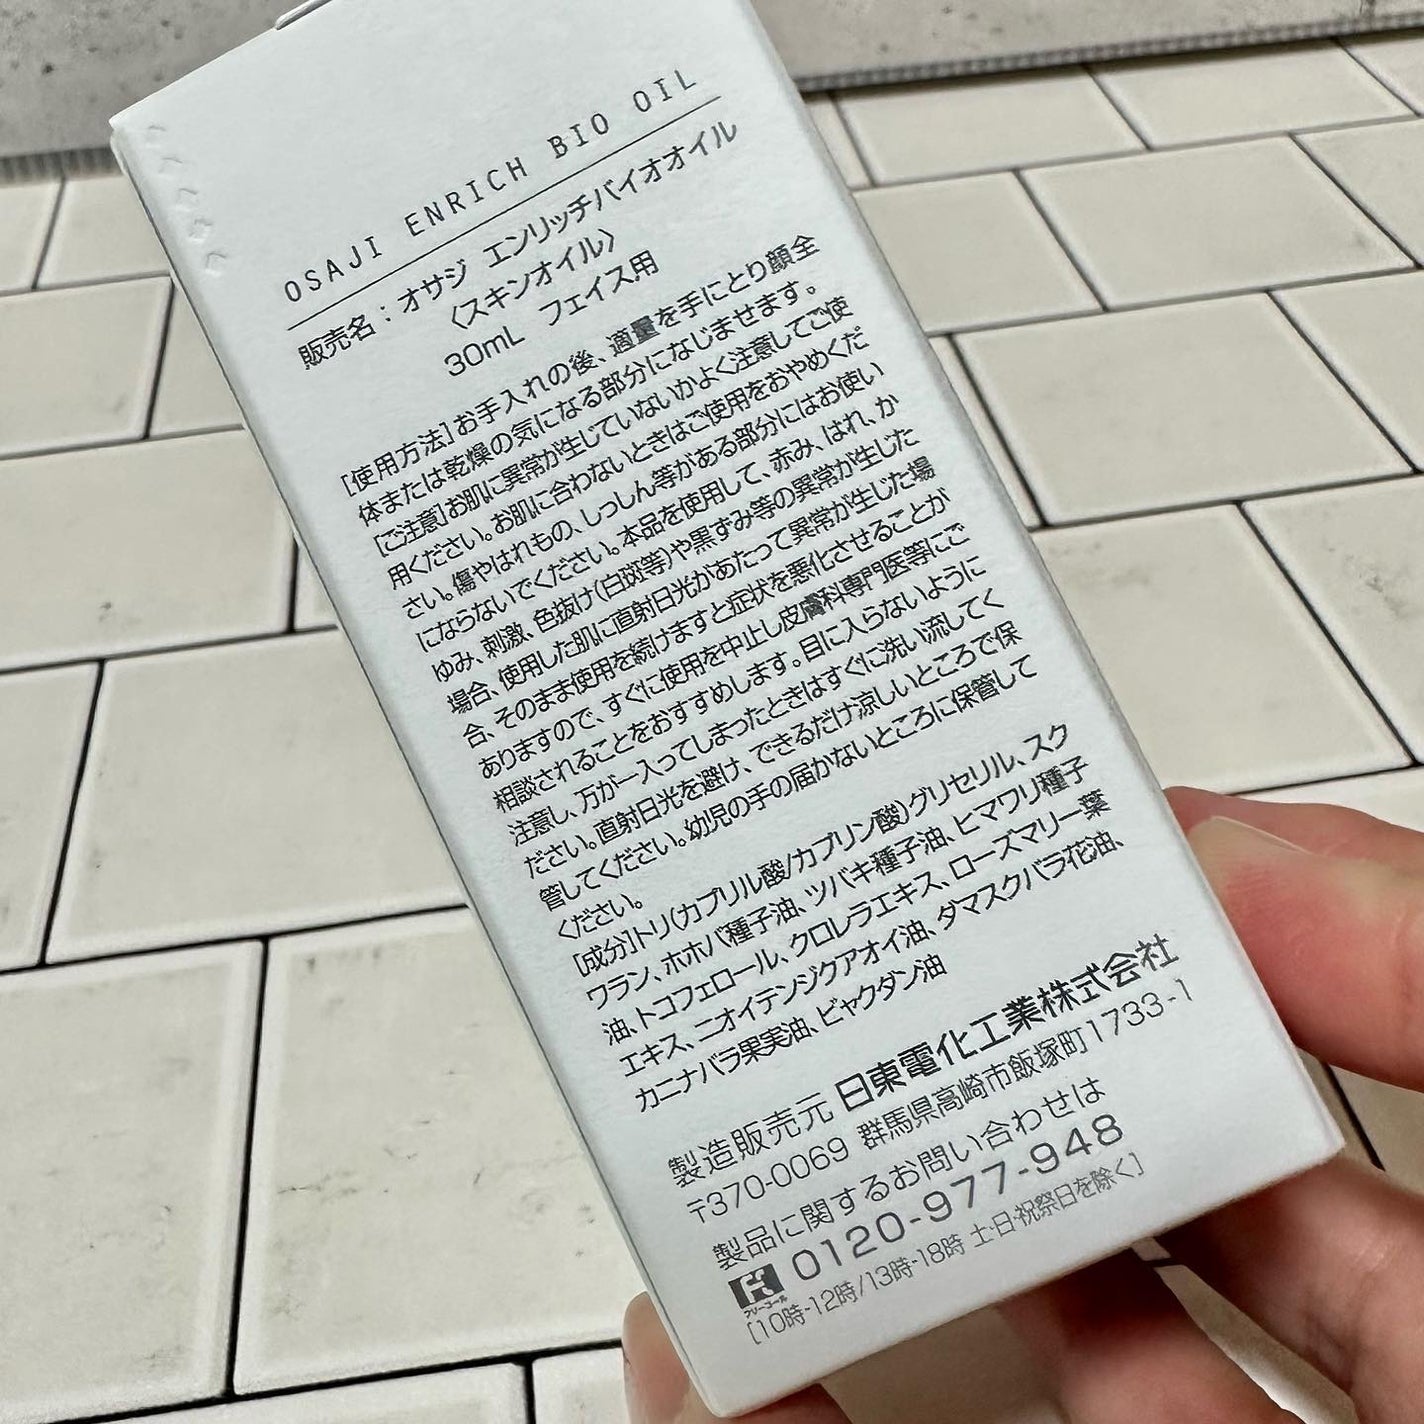 OSAJI ENRICH BIO OIL
販売名：オサジ エンリッチバイオオイル
〈スキンオイル〉
30mL フェイス用
[使用方法]お手入れの後、適量を手にとり顔全
体または乾燥の気になる部分になじませます。
[ご注意]お肌に異常が生じていないかよく注意してご使
用ください。お肌に合わないときはご使用をおやめくだ
さい。傷やはれもの、しっしん等がある部分にはお使い
にならないでください。本品を使用して、赤み、はれ、か
ゆみ、刺激、色抜け(白斑等)や黒ずみ等の異常が生じた
場合、使用した肌に直射日光があたって異常が生じた場
合、そのまま使用を続けますと症状を悪化させることが
ありますので、すぐに使用を中止し皮膚科専門医等にご
相談されることをおすすめします。目に入らないように
注意し、万が一入ってしまったときはすぐに洗い流してく
ださい。直射日光を避け、できるだけ涼しいところで保
管してください。幼児の手の届かないところに保管して
ください。
[成分]トリ(カプリル酸/カプリン酸)グリセリル、スク
ワラン、ホホバ種子油、ツバキ種子油、ヒマワリ種子
油、トコフェロール、クロレラエキス、ローズマリー葉
エキス、ニオイテンジクアオイ油、ダマスクバラ花油、
カニナバラ果実油、ビャクダン油
製造販売元 日東電化工業株式会社
〒370-0069 群馬県高崎市飯塚町1733-1
製品に関するお問い合わせは
フリーコール 0120-977-948
[10時-12時/13時-18時 土・日・祝祭日を除く]